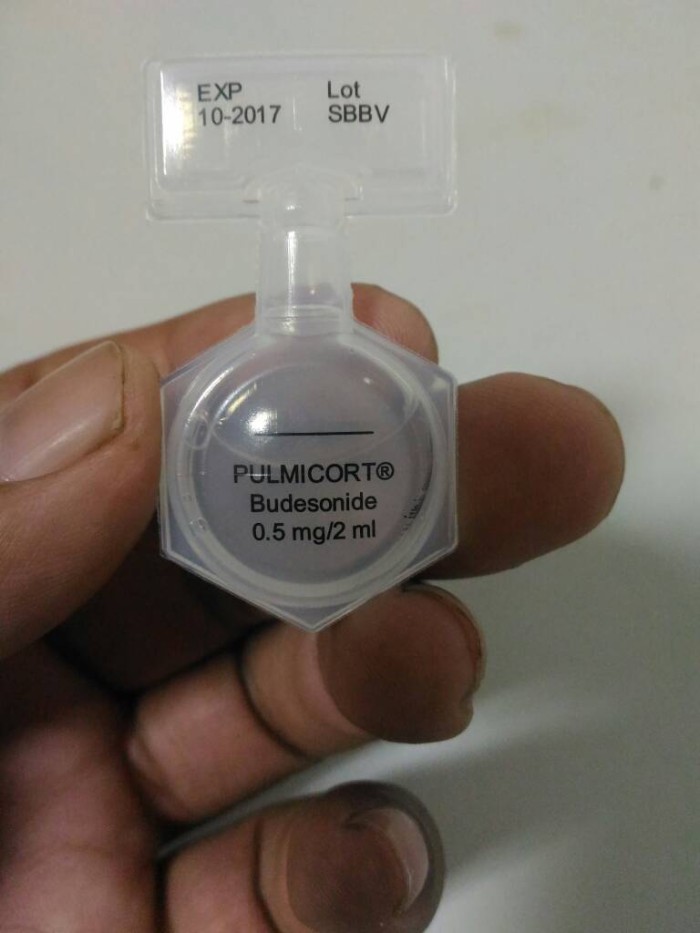 EXP Lot
10-2017 SBBV
PULMICORT®
Budesonide
0.5 mg/2 ml